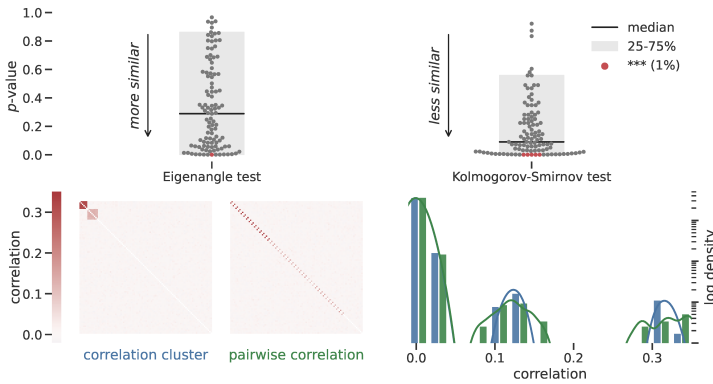 1.0
0.8
0.6
0.4
0.2
0.0
p-value
more similar
less similar
median
25-75%
*** (1%)
Eigenangle test
Kolmogorov-Smirnov test
0.3
0.2
0.1
0.0
correlation
correlation cluster
pairwise correlation
0.0
0.1
0.2
0.3
correlation
log density